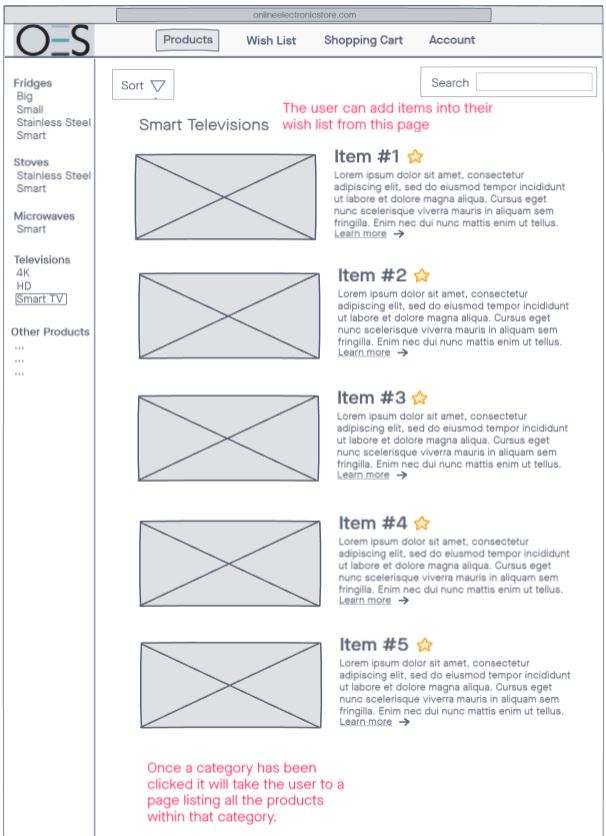 onlineelectronicstore.com
OES
Products
Wish List
Shopping Cart
Account
Fridges
Big
Small
Stainless Steel
Smart
Stoves
Stainless Steel
Smart
Microwaves
Smart
Televisions
4K
HD
Smart TV
Other Products
...
...
...
Sort
Search
The user can add items into their
wish list from this page
Smart Televisions
Item #1
Lorem ipsum dolor sit amet, consectetur
adipiscing elit, sed do eiusmod tempor incididunt
ut labore et dolore magna aliqua. Cursus eget
nunc scelerisque viverra mauris in aliquam sem
fringilla. Enim nec dui nunc mattis enim ut tellus.
Learn more →
Item #2
Lorem ipsum dolor sit amet, consectetur
adipiscing elit, sed do eiusmod tempor incididunt
ut labore et dolore magna aliqua. Cursus eget
nunc scelerisque viverra mauris in aliquam sem
fringilla. Enim nec dui nunc mattis enim ut tellus.
Learn more →
Item #3
Lorem ipsum dolor sit amet, consectetur
adipiscing elit, sed do eiusmod tempor incididunt
ut labore et dolore magna aliqua. Cursus eget
nunc scelerisque viverra mauris in aliquam sem
fringilla. Enim nec dui nunc mattis enim ut tellus.
Learn more →
Item #4
Lorem ipsum dolor sit amet, consectetur
adipiscing elit, sed do eiusmod tempor incididunt
ut labore et dolore magna aliqua. Cursus eget
nunc scelerisque viverra mauris in aliquam sem
fringilla. Enim nec dui nunc mattis enim ut tellus.
Learn more →
Item #5
Lorem ipsum dolor sit amet, consectetur
adipiscing elit, sed do eiusmod tempor incididunt
ut labore et dolore magna aliqua. Cursus eget
nunc scelerisque viverra mauris in aliquam sem
fringilla. Enim nec dui nunc mattis enim ut tellus.
Learn more →
Once a category has been
clicked it will take the user to a
page listing all the products
within that category.